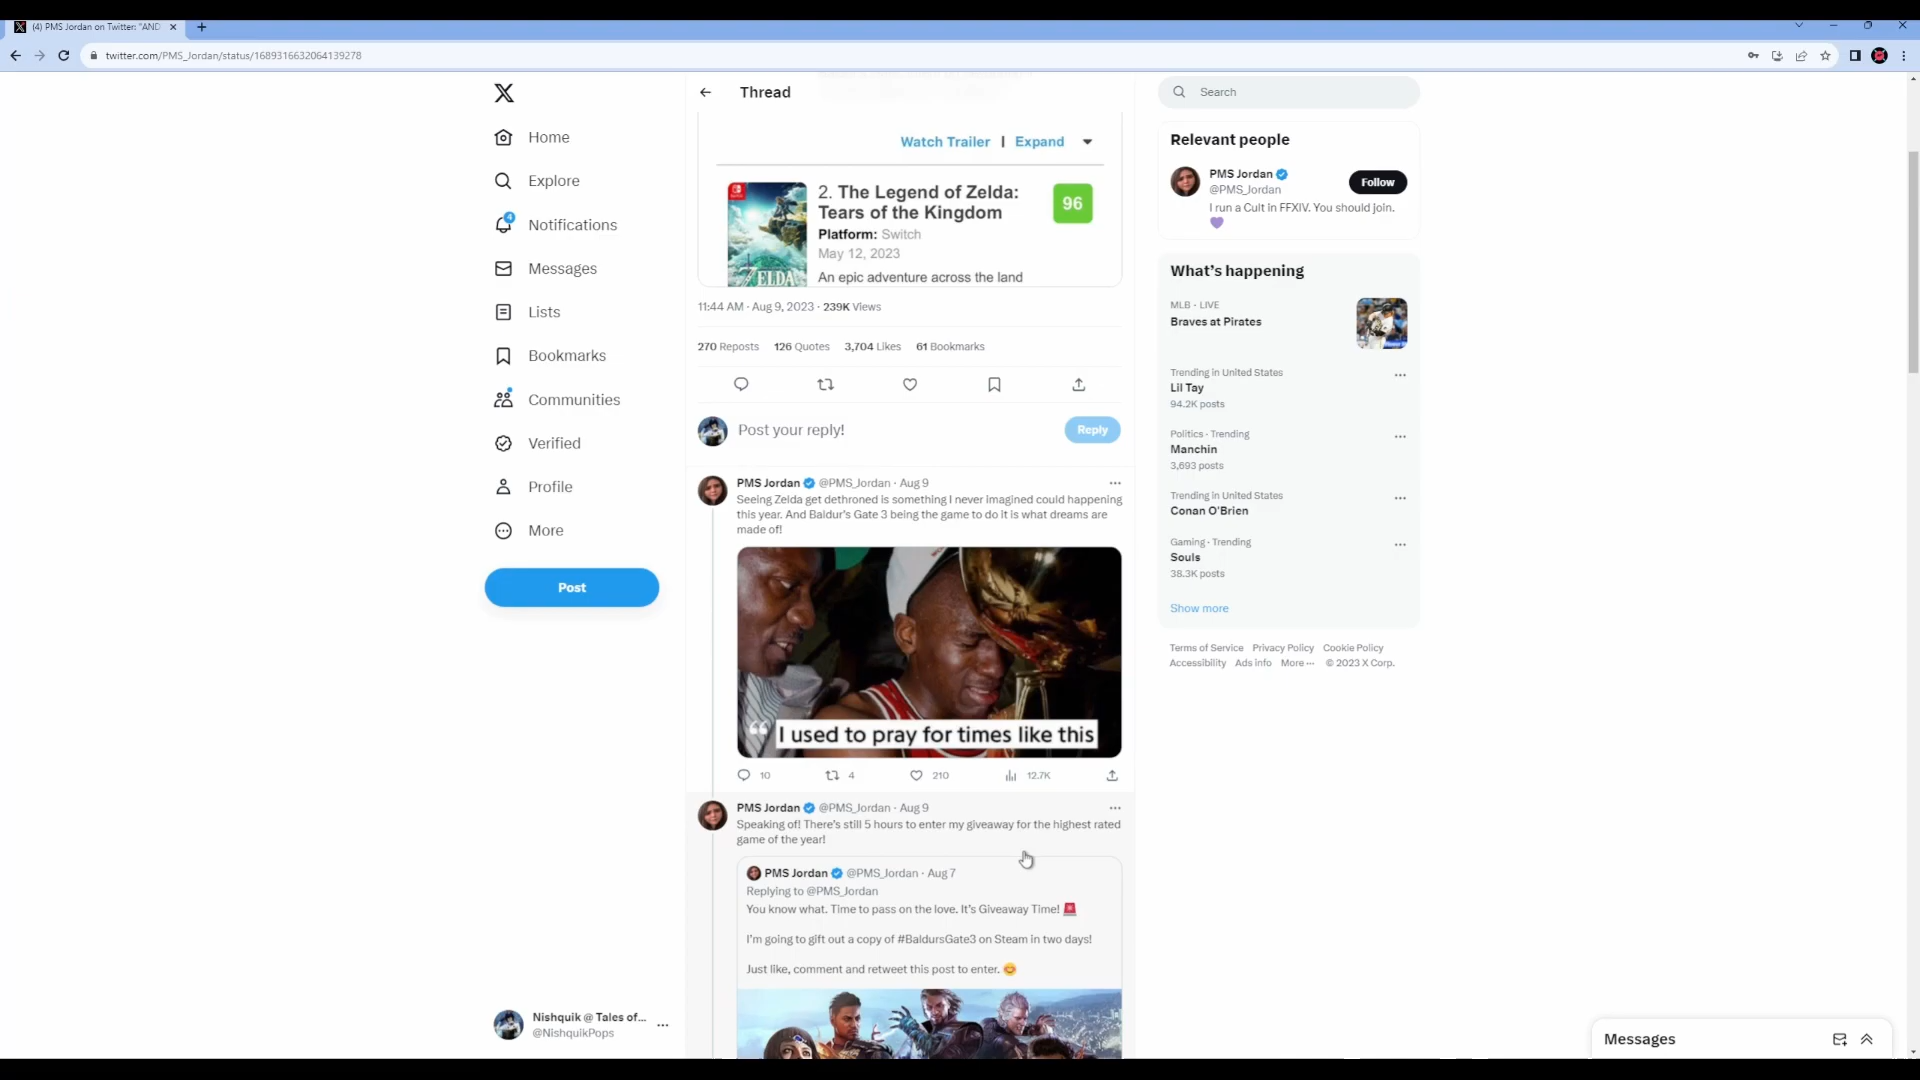 (4) PMS Jordan on Twitter: "AND
twitter.com/PMS_Jordan/status/1689316632064139278
Home
Explore
4
Notifications
Messages
Lists
Bookmarks
Communities
Verified
Profile
More
Post
Nishquik @ Tales of...
@NishquikPops
Thread
Watch Trailer | Expand
2. The Legend of Zelda:
Tears of the Kingdom
96
Platform: Switch
May 12, 2023
An epic adventure across the land
ZELDA
11:44 AM · Aug 9, 2023 · 239K Views
270 Reposts 126 Quotes 3,704 Likes 61 Bookmarks
Post your reply!
Reply
PMS Jordan @PMS_Jordan · Aug 9
Seeing Zelda get dethroned is something I never imagined could happening
this year. And Baldur's Gate 3 being the game to do it is what dreams are
made of!
I used to pray for times like this
10 4 210 12.7K
PMS Jordan @PMS_Jordan · Aug 9
Speaking of! There's still 5 hours to enter my giveaway for the highest rated
game of the year!
PMS Jordan @PMS_Jordan · Aug 7
Replying to @PMS_Jordan
You know what. Time to pass on the love. It's Giveaway Time! 🚨
I'm going to gift out a copy of #BaldursGate3 on Steam in two days!
Just like, comment and retweet this post to enter. 😊
Search
Relevant people
PMS Jordan
@PMS_Jordan
Follow
I run a Cult in FFXIV. You should join.
💜
What's happening
MLB · LIVE
Braves at Pirates
Trending in United States
Lil Tay
94.2K posts
Politics · Trending
Manchin
3,693 posts
Trending in United States
Conan O'Brien
Gaming · Trending
Souls
38.3K posts
Show more
Terms of Service Privacy Policy Cookie Policy
Accessibility Ads info More ··· © 2023 X Corp.
Messages